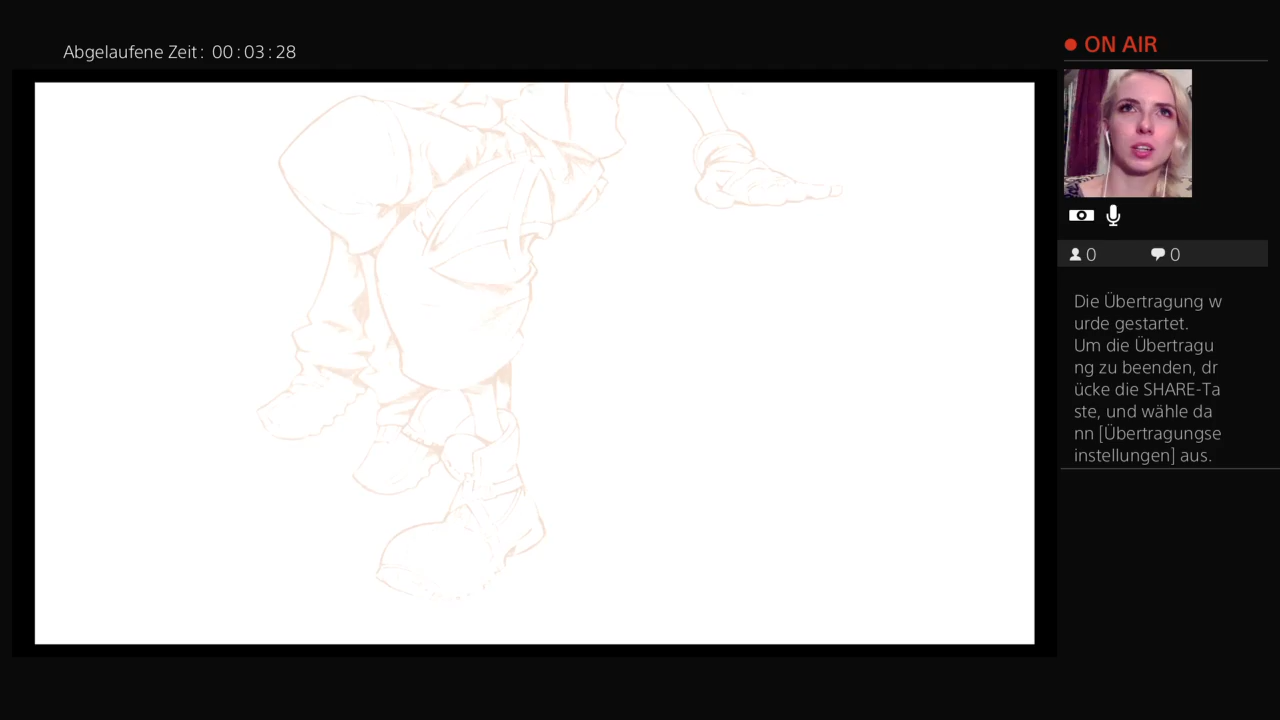 Abgelaufene Zeit: 00:03:28
ON AIR
0 0
Die Übertragung w
urde gestartet.
Um die Übertragu
ng zu beenden, dr
ücke die SHARE-Ta
ste, und wähle da
nn [Übertragungse
instellungen] aus.